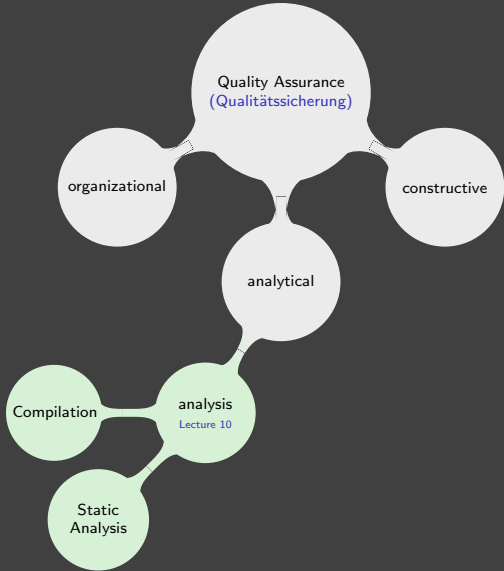 Quality Assurance
(Qualitätssicherung)
organizational
constructive
analytical
analysis
Lecture 10
Compilation
Static
Analysis